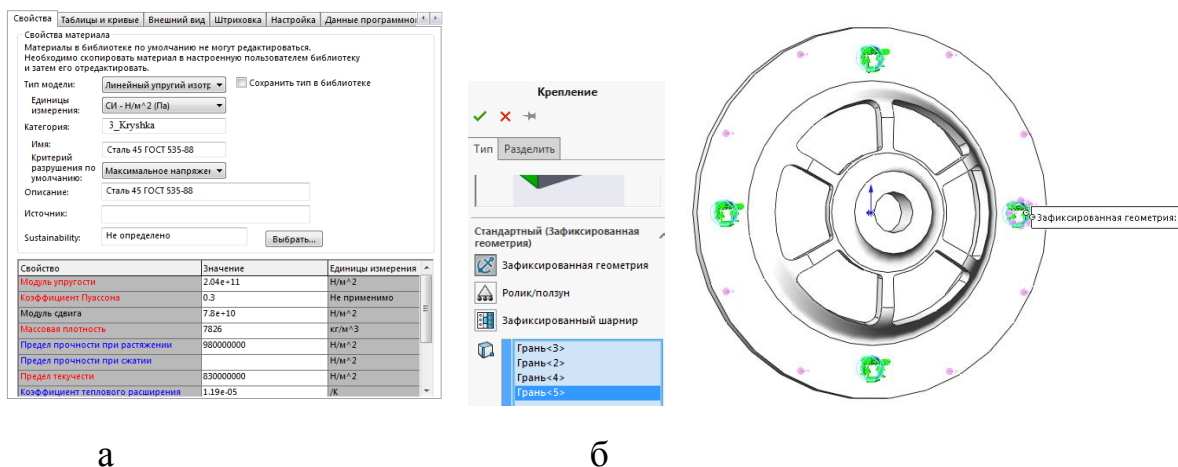 Свойства Таблицы и кривые Внешний вид Штриховка Настройка Данные программно
Свойства материала
Материалы в библиотеке по умолчанию не могут редактироваться.
Необходимо скопировать материал в настроенную пользователем библиотеку
и затем его отредактировать.
Тип модели: Линейный упругий изотр Сохранить тип в библиотеке
Единицы измерения: СИ - Н/м^2 (Па)
Категория: 3_Kryshka
Имя: Сталь 45 ГОСТ 535-88
Критерий разрушения по умолчанию: Максимальное напряжен
Описание: Сталь 45 ГОСТ 535-88
Источник:
Sustainability: Не определено Выбрать...
Свойство Значение Единицы измерения
Модуль упругости 2.04e+11 Н/м^2
Коэффициент Пуассона 0.3 Не применимо
Модуль сдвига 7.8e+10 Н/м^2
Массовая плотность 7826 кг/м^3
Предел прочности при растяжении 980000000 Н/м^2
Предел прочности при сжатии Н/м^2
Предел текучести 830000000 Н/м^2
Коэффициент теплового расширения 1.19e-05 /K
Крепление
Тип Разделить
Стандартный (Зафиксированная
геометрия)
Зафиксированная геометрия
Ролик/ползун
Зафиксированный шарнир
Грань<3>
Грань<2>
Грань<4>
Грань<5>
Зафиксированная геометрия:
а
б